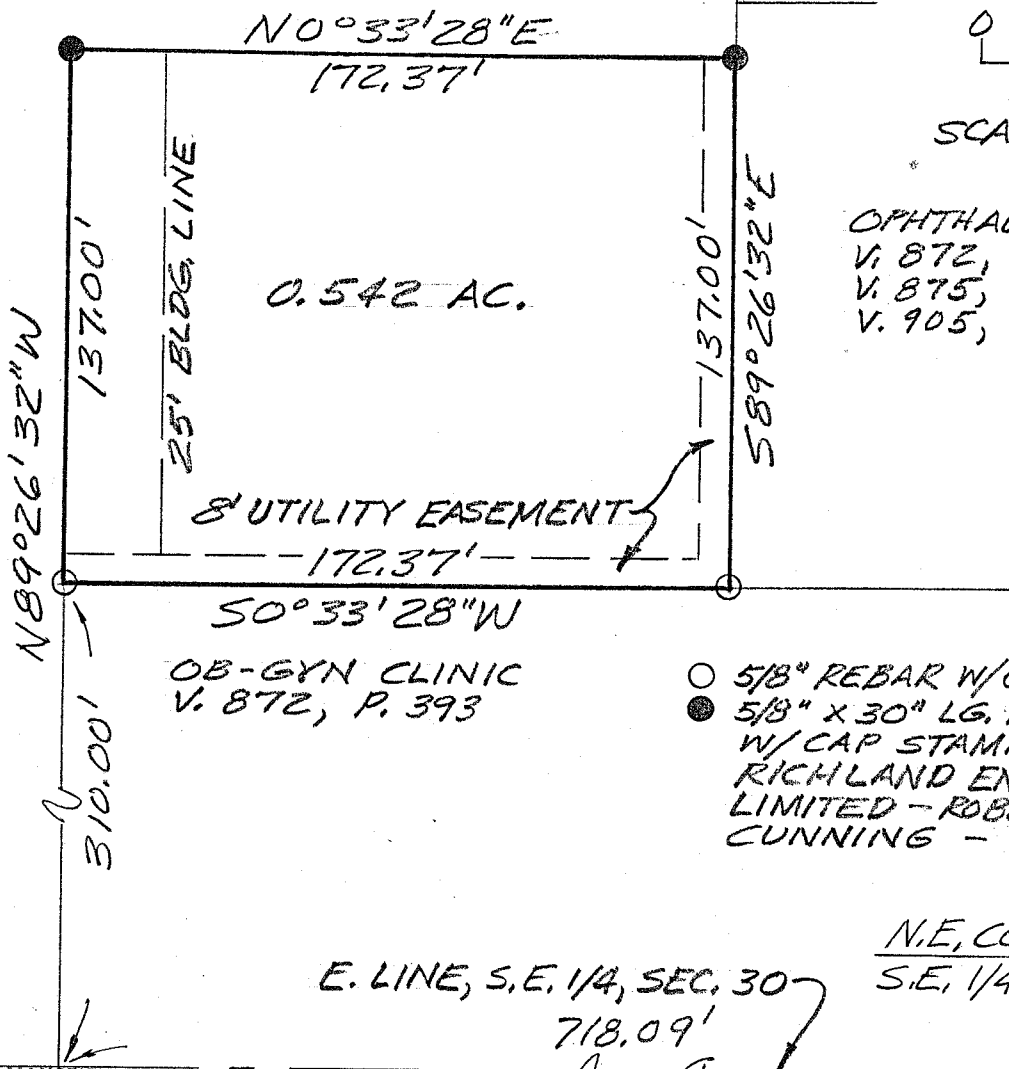 N0°33'28"E
172.37'
0
SCA
137.00'
N89°26'32"W
25' BLDG. LINE
0.542 AC.
137.00'
S89°26'32"E
OPHTHAL
V. 872,
V. 875,
V. 905,
8' UTILITY EASEMENT
172.37'
S0°33'28"W
OB-GYN CLINIC
V. 872, P. 393
310.00'
5/8" REBAR W/
5/8" X 30" LG.
W/ CAP STAM
RICHLAND EN
LIMITED - ROB
CUNNING -
N.E. CO
S.E. 1/4
E. LINE, S.E. 1/4, SEC. 30
718.09'